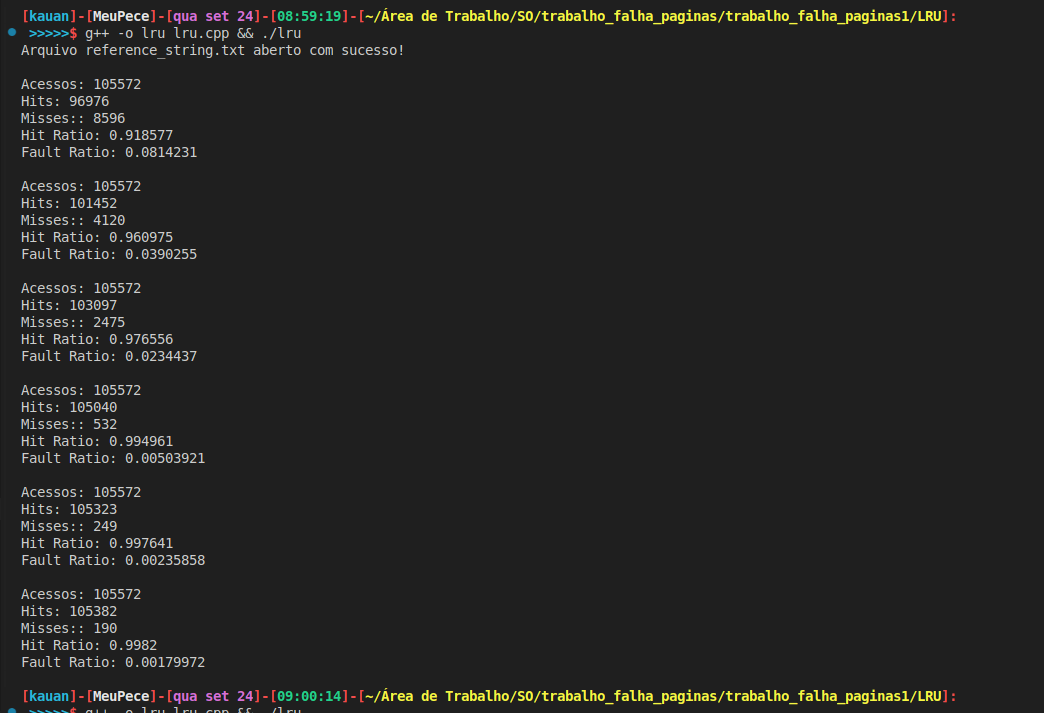 [kauan]-[MeuPece]-[qua set 24]-[08:59:19]-[~/Área de Trabalho/SO/trabalho_falha_paginas/trabalho_falha_paginas1/LRU]:
>>>>>$ g++ -o lru lru.cpp && ./lru
Arquivo reference_string.txt aberto com sucesso!
Acessos: 105572
Hits: 96976
Misses:: 8596
Hit Ratio: 0.918577
Fault Ratio: 0.0814231
Acessos: 105572
Hits: 101452
Misses:: 4120
Hit Ratio: 0.960975
Fault Ratio: 0.0390255
Acessos: 105572
Hits: 103097
Misses:: 2475
Hit Ratio: 0.976556
Fault Ratio: 0.0234437
Acessos: 105572
Hits: 105040
Misses:: 532
Hit Ratio: 0.994961
Fault Ratio: 0.00503921
Acessos: 105572
Hits: 105323
Misses:: 249
Hit Ratio: 0.997641
Fault Ratio: 0.00235858
Acessos: 105572
Hits: 105382
Misses:: 190
Hit Ratio: 0.9982
Fault Ratio: 0.00179972
[kauan]-[MeuPece]-[qua set 24]-[09:00:14]-[~/Área de Trabalho/SO/trabalho_falha_paginas/trabalho_falha_paginas1/LRU]:
>>>>>$ g++ -o lru lru.cpp && ./lru